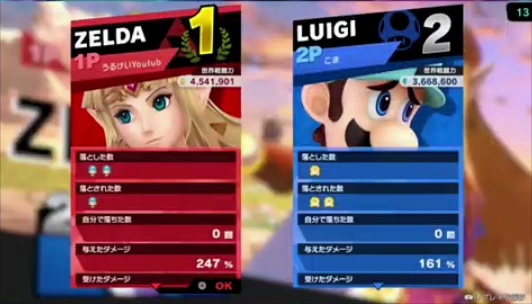 13
ZELDA
1
1P
うるけいYoutub
世界戦闘力
4,541,901
落とした数
落とされた数
自分で落ちた数
0 回
与えたダメージ
247 %
受けたダメージ
OK
LUIGI
2
2P
こま
世界戦闘力
3,668,600
落とした数
落とされた数
自分で落ちた数
0 回
与えたダメージ
161 %
受けたダメージ